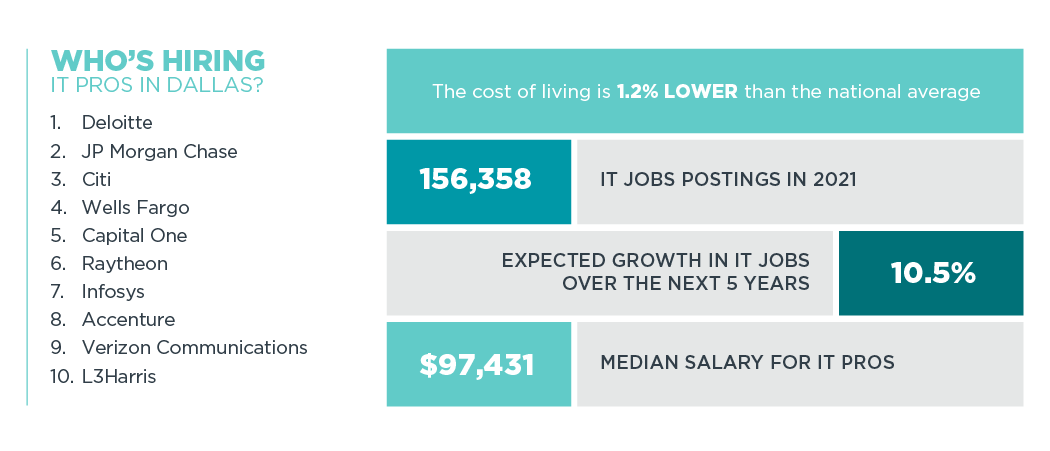 WHO'S HIRING
IT PROS IN DALLAS?
1. Deloitte
2. JP Morgan Chase
3. Citi
4. Wells Fargo
5. Capital One
6. Raytheon
7. Infosys
8. Accenture
9. Verizon Communications
10. L3Harris
The cost of living is 1.2% LOWER than the national average
156,358
IT JOBS POSTINGS IN 2021
EXPECTED GROWTH IN IT JOBS
OVER THE NEXT 5 YEARS
10.5%
$97,431
MEDIAN SALARY FOR IT PROS